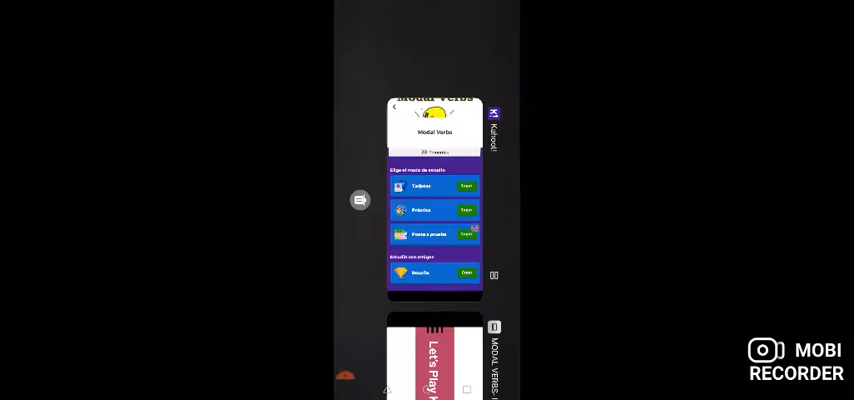 Modal Verbs
Modal Verbs
Kahoot!
Elige el modo de estudio
Tarjetas
Jugar
Práctica
Jugar
Ponte a prueba
Jugar
Estudia con amigos
Desafío
Crear
MODAL VERBS-
Let's Play
MOBI
RECORDER